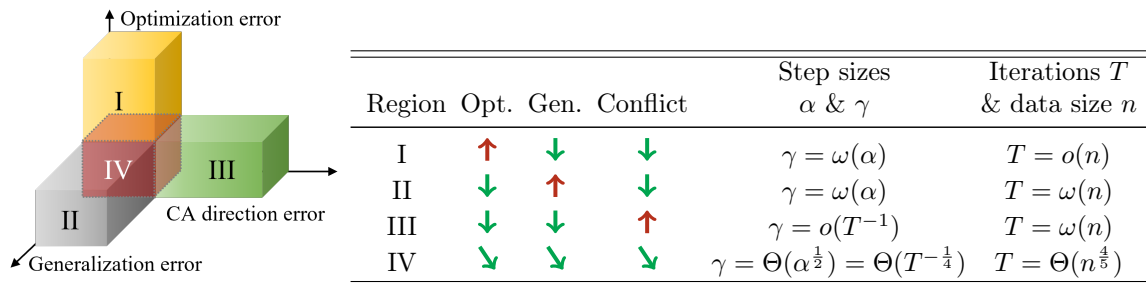 Optimization error
I
IV
III
II
CA direction error
Generalization error
Step sizes Iterations T
Region Opt. Gen. Conflict α & γ & data size n
I ↑ ↓ ↓ γ = ω(α) T = o(n)
II ↓ ↑ ↓ γ = ω(α) T = ω(n)
III ↓ ↓ ↑ γ = o(T⁻¹) T = ω(n)
IV ↘ ↘ ↘ γ = Θ(α^{1/2}) = Θ(T^{-1/4}) T = Θ(n^{4/5})